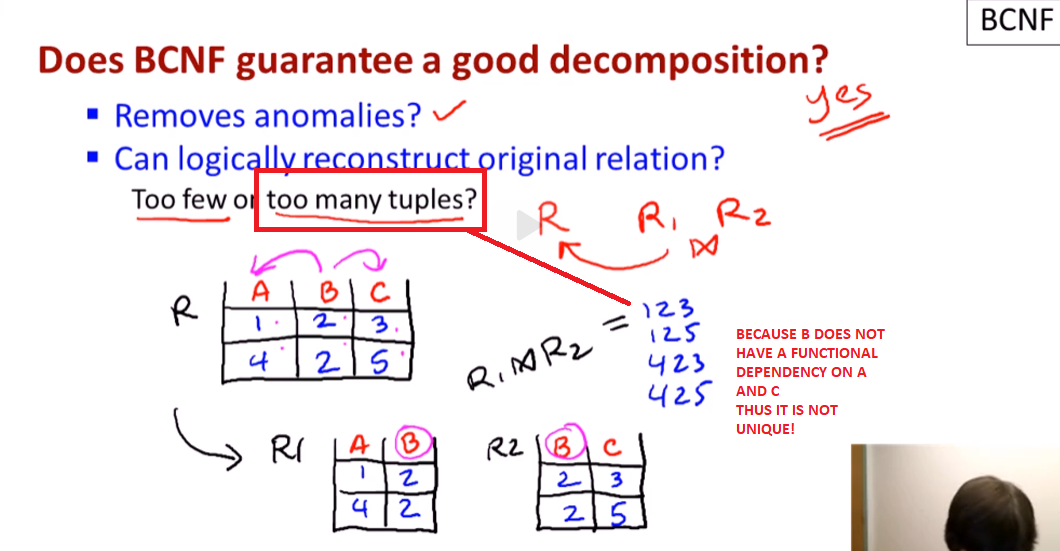 BCNF
Does BCNF guarantee a good decomposition?
yes
▪ Removes anomalies? ✓
▪ Can logically reconstruct original relation?
Too few or too many tuples?
R R1 R2
⋈
R
A B C
1 2 3
4 2 5
R1 ⋈ R2 =
123
125
423
425
BECAUSE B DOES NOT
HAVE A FUNCTIONAL
DEPENDENCY ON A
AND C
THUS IT IS NOT
UNIQUE!
R1
A B
1 2
4 2
R2
B C
2 3
2 5